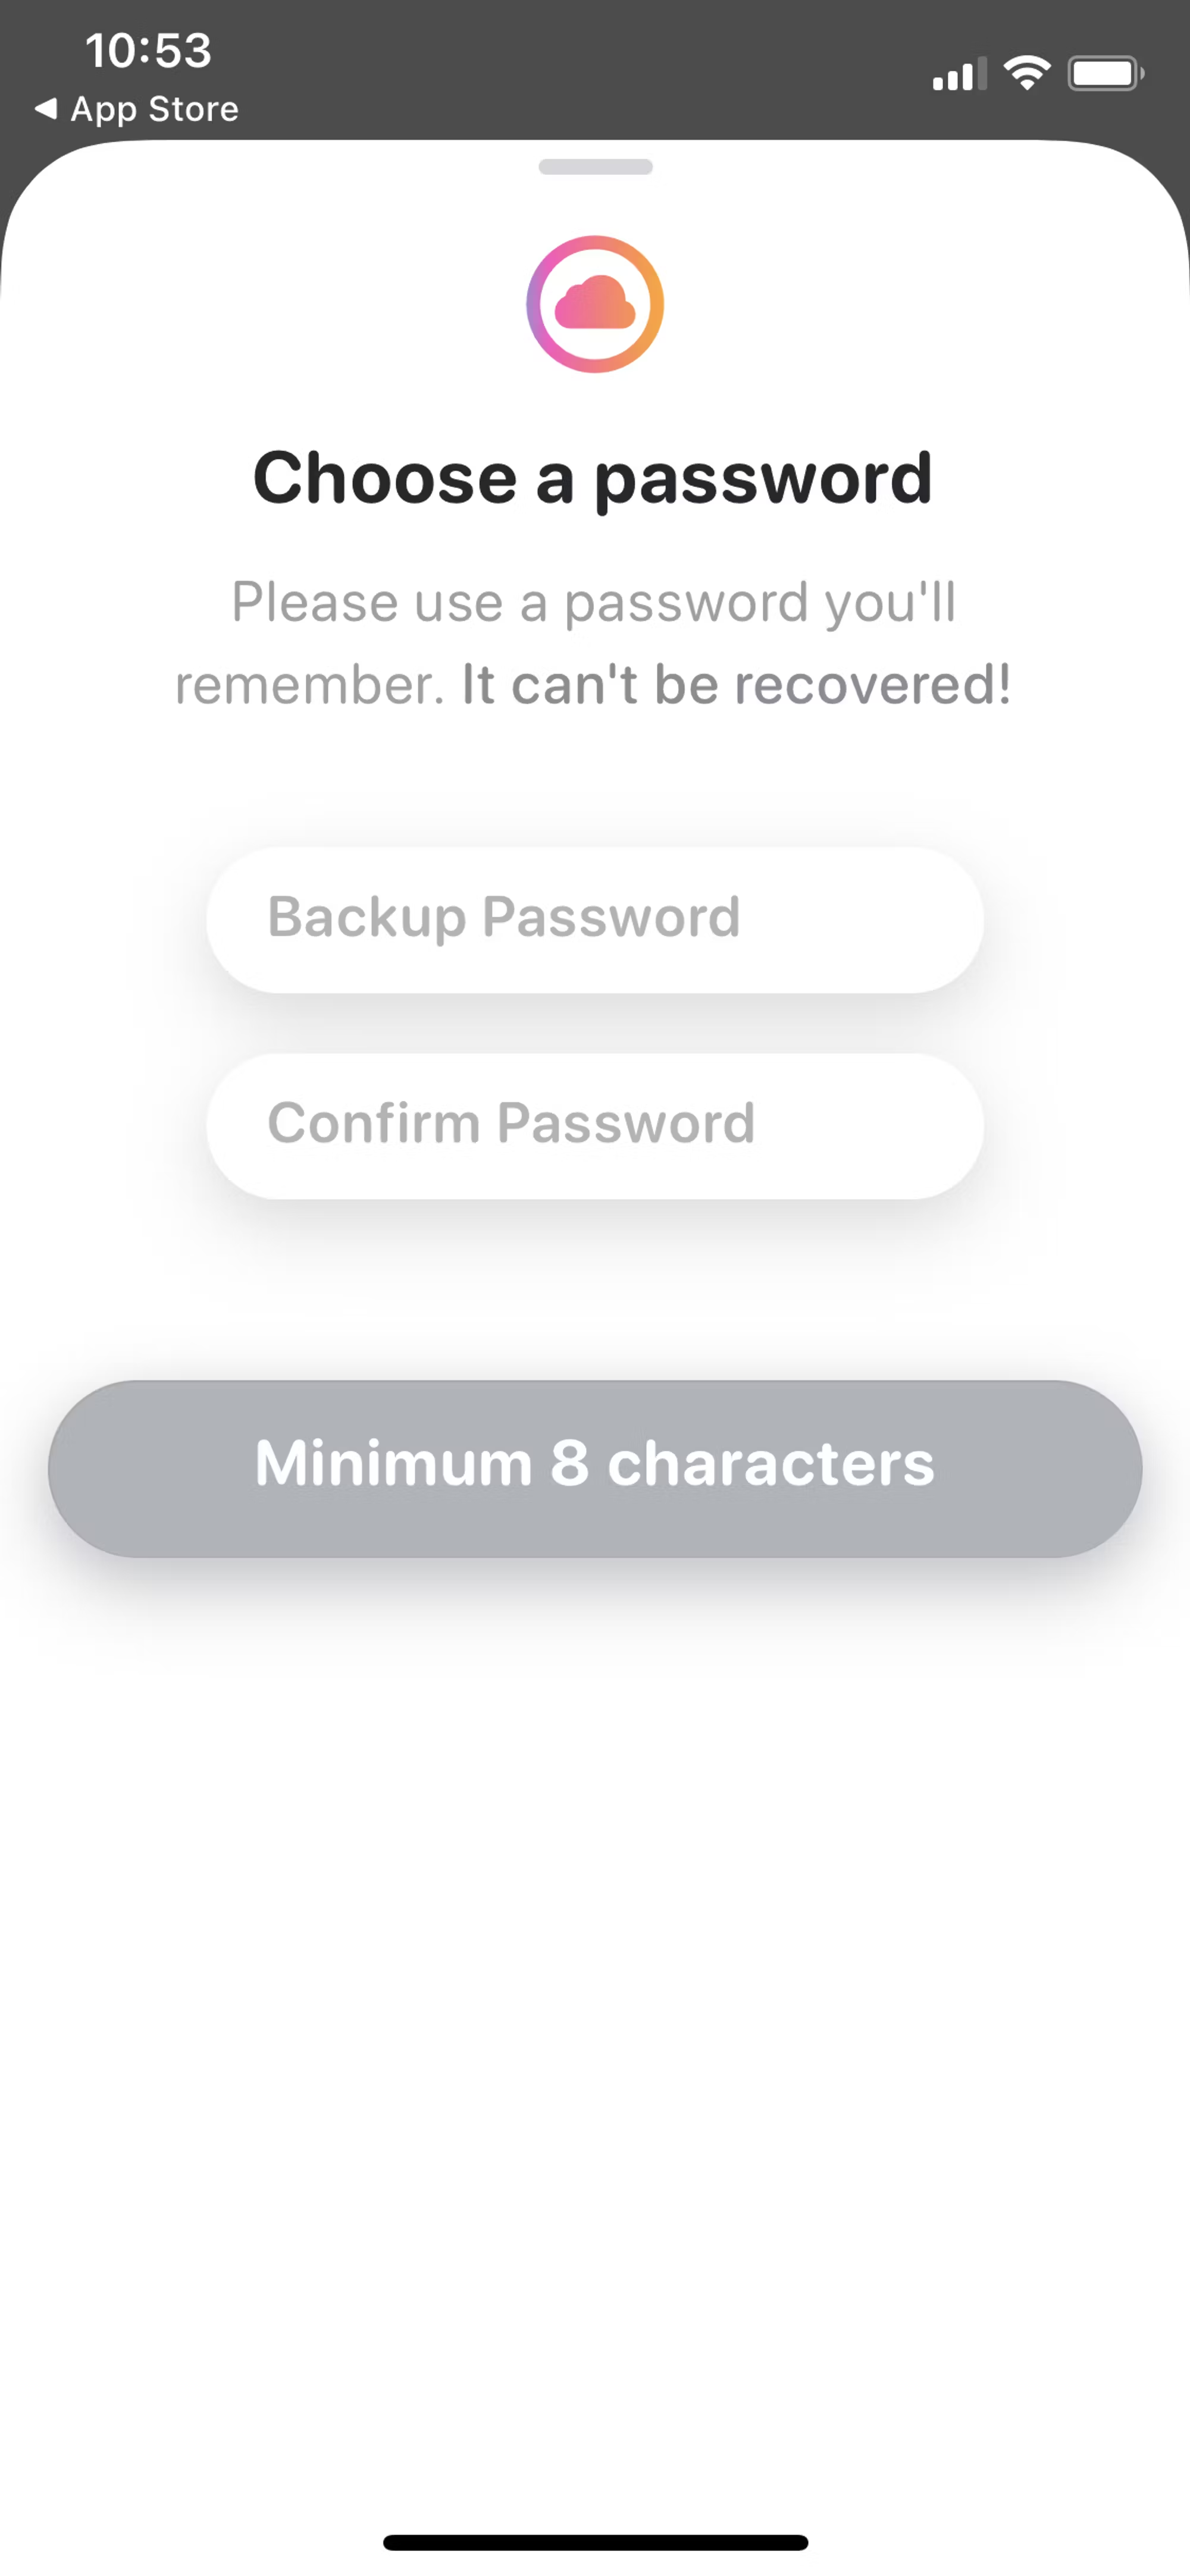 10:53
App Store
Choose a password
Please use a password you'll
remember. It can't be recovered!
Backup Password
Confirm Password
Minimum 8 characters